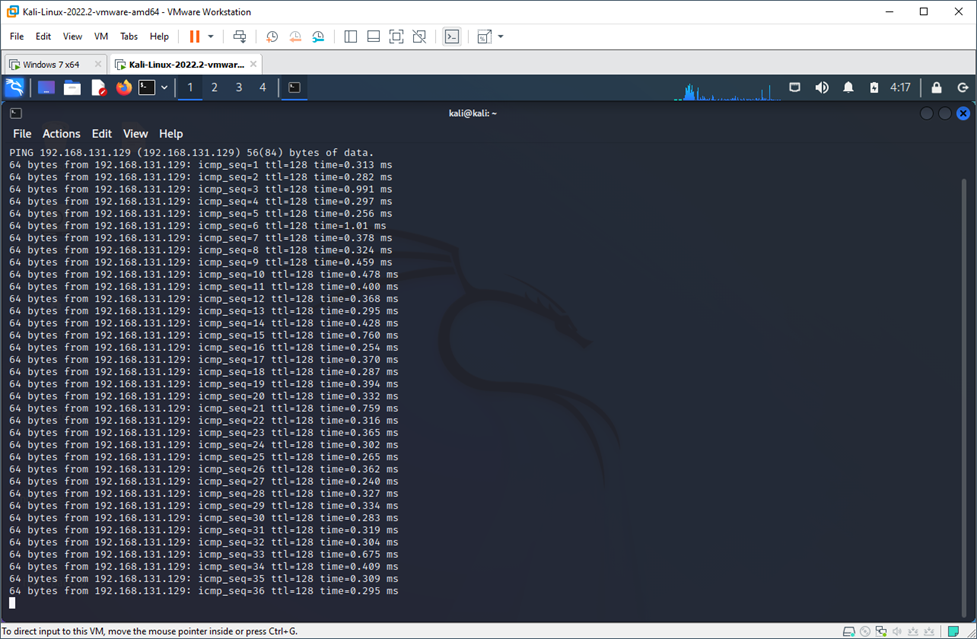 Kali-Linux-2022.2-vmware-amd64 - VMware Workstation
File Edit View VM Tabs Help
Windows 7 x64
Kali-Linux-2022.2-vmwar...
1 2 3 4
4:17
kali@kali: ~
File Actions Edit View Help
PING 192.168.131.129 (192.168.131.129) 56(84) bytes of data.
64 bytes from 192.168.131.129: icmp_seq=1 ttl=128 time=0.313 ms
64 bytes from 192.168.131.129: icmp_seq=2 ttl=128 time=0.282 ms
64 bytes from 192.168.131.129: icmp_seq=3 ttl=128 time=0.991 ms
64 bytes from 192.168.131.129: icmp_seq=4 ttl=128 time=0.297 ms
64 bytes from 192.168.131.129: icmp_seq=5 ttl=128 time=0.256 ms
64 bytes from 192.168.131.129: icmp_seq=6 ttl=128 time=1.01 ms
64 bytes from 192.168.131.129: icmp_seq=7 ttl=128 time=0.378 ms
64 bytes from 192.168.131.129: icmp_seq=8 ttl=128 time=0.324 ms
64 bytes from 192.168.131.129: icmp_seq=9 ttl=128 time=0.459 ms
64 bytes from 192.168.131.129: icmp_seq=10 ttl=128 time=0.478 ms
64 bytes from 192.168.131.129: icmp_seq=11 ttl=128 time=0.400 ms
64 bytes from 192.168.131.129: icmp_seq=12 ttl=128 time=0.368 ms
64 bytes from 192.168.131.129: icmp_seq=13 ttl=128 time=0.295 ms
64 bytes from 192.168.131.129: icmp_seq=14 ttl=128 time=0.428 ms
64 bytes from 192.168.131.129: icmp_seq=15 ttl=128 time=0.760 ms
64 bytes from 192.168.131.129: icmp_seq=16 ttl=128 time=0.254 ms
64 bytes from 192.168.131.129: icmp_seq=17 ttl=128 time=0.370 ms
64 bytes from 192.168.131.129: icmp_seq=18 ttl=128 time=0.287 ms
64 bytes from 192.168.131.129: icmp_seq=19 ttl=128 time=0.394 ms
64 bytes from 192.168.131.129: icmp_seq=20 ttl=128 time=0.332 ms
64 bytes from 192.168.131.129: icmp_seq=21 ttl=128 time=0.759 ms
64 bytes from 192.168.131.129: icmp_seq=22 ttl=128 time=0.316 ms
64 bytes from 192.168.131.129: icmp_seq=23 ttl=128 time=0.365 ms
64 bytes from 192.168.131.129: icmp_seq=24 ttl=128 time=0.302 ms
64 bytes from 192.168.131.129: icmp_seq=25 ttl=128 time=0.265 ms
64 bytes from 192.168.131.129: icmp_seq=26 ttl=128 time=0.362 ms
64 bytes from 192.168.131.129: icmp_seq=27 ttl=128 time=0.240 ms
64 bytes from 192.168.131.129: icmp_seq=28 ttl=128 time=0.327 ms
64 bytes from 192.168.131.129: icmp_seq=29 ttl=128 time=0.334 ms
64 bytes from 192.168.131.129: icmp_seq=30 ttl=128 time=0.283 ms
64 bytes from 192.168.131.129: icmp_seq=31 ttl=128 time=0.319 ms
64 bytes from 192.168.131.129: icmp_seq=32 ttl=128 time=0.304 ms
64 bytes from 192.168.131.129: icmp_seq=33 ttl=128 time=0.675 ms
64 bytes from 192.168.131.129: icmp_seq=34 ttl=128 time=0.409 ms
64 bytes from 192.168.131.129: icmp_seq=35 ttl=128 time=0.309 ms
64 bytes from 192.168.131.129: icmp_seq=36 ttl=128 time=0.295 ms
To direct input to this VM, move the mouse pointer inside or press Ctrl+G.